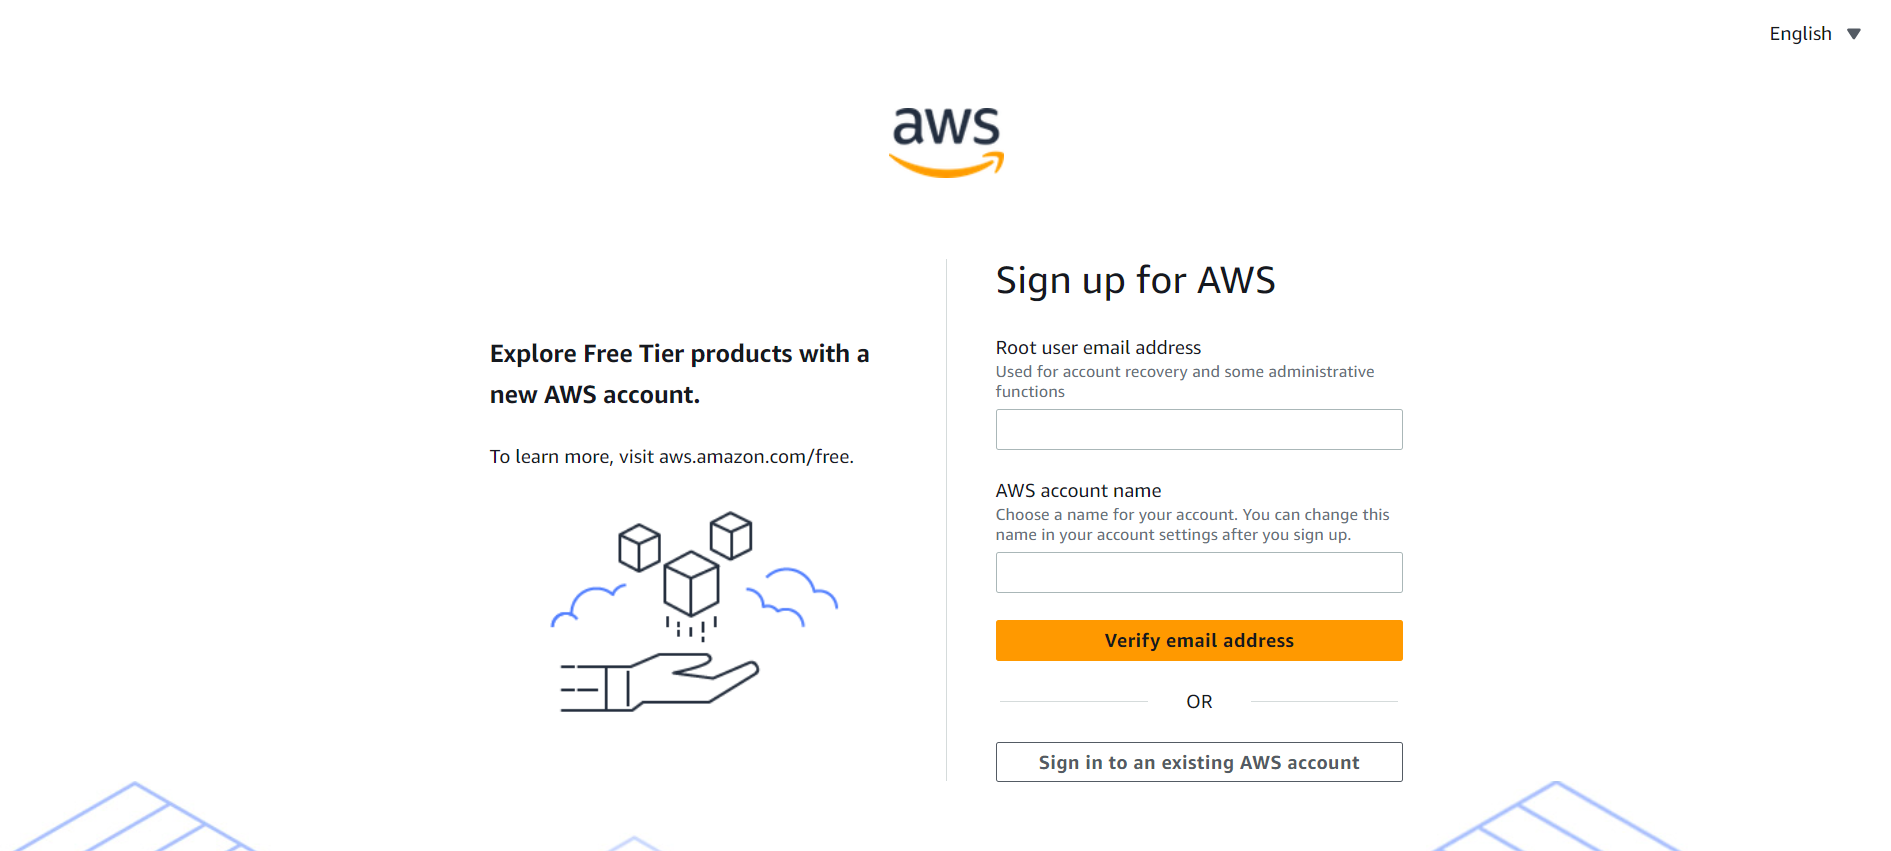 English
aws
Explore Free Tier products with a
new AWS account.
To learn more, visit aws.amazon.com/free.
Sign up for AWS
Root user email address
Used for account recovery and some administrative
functions
AWS account name
Choose a name for your account. You can change this
name in your account settings after you sign up.
Verify email address
OR
Sign in to an existing AWS account